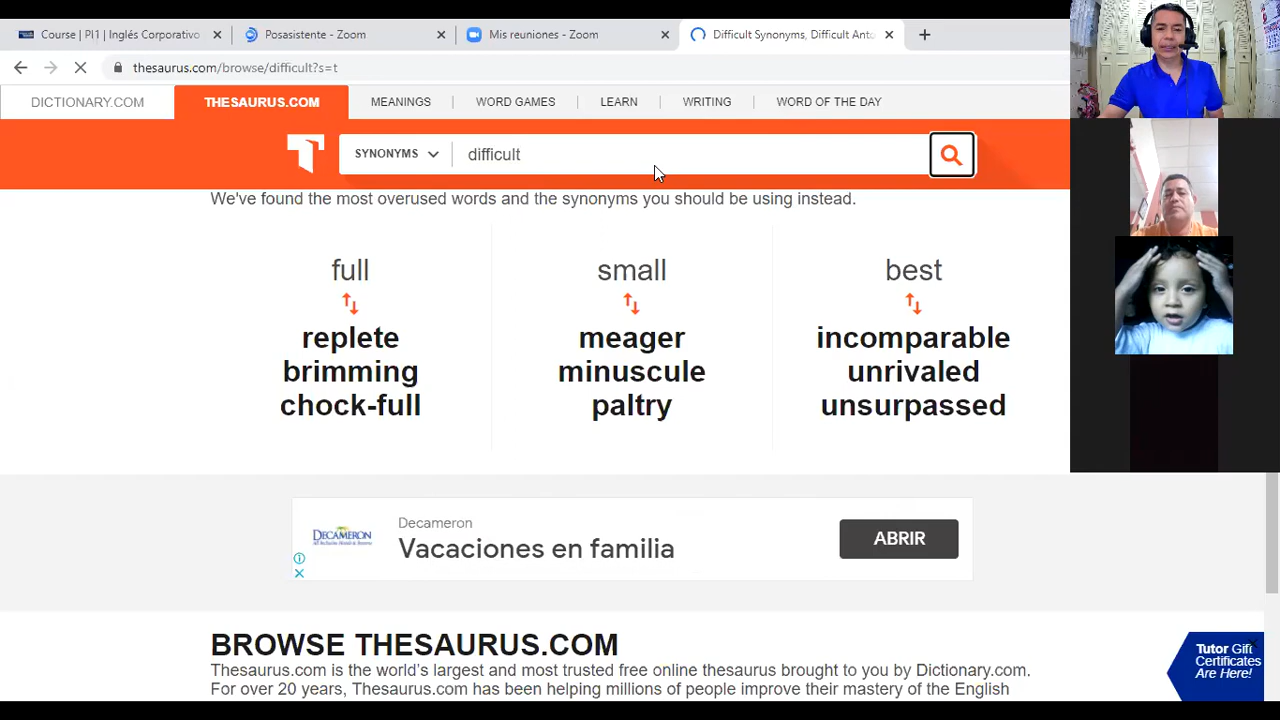 Course | PI1 | Inglés Corporativo
Posasistente - Zoom
Mis reuniones - Zoom
Difficult Synonyms, Difficult Anto
thesaurus.com/browse/difficult?s=t
DICTIONARY.COM
THESAURUS.COM
MEANINGS
WORD GAMES
LEARN
WRITING
WORD OF THE DAY
SYNONYMS
difficult
We've found the most overused words and the synonyms you should be using instead.
full
replete
brimming
chock-full
small
meager
minuscule
paltry
best
incomparable
unrivaled
unsurpassed
DECAMERON
Decameron
Vacaciones en familia
ABRIR
BROWSE THESAURUS.COM
Thesaurus.com is the world's largest and most trusted free online thesaurus brought to you by Dictionary.com.
For over 20 years, Thesaurus.com has been helping millions of people improve their mastery of the English
Tutor Gift
Certificates
Are Here!